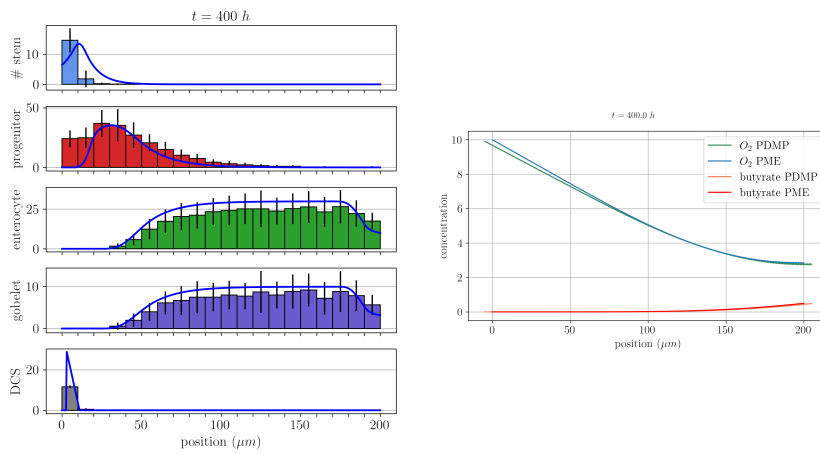 t = 400 h
# stem
10
0
progenitor
50
0
enterocyte
25
0
gobelet
10
0
DCS
20
0
0 50 100 150 200
position (μm)
t = 400.0 h
concentration
10
8
6
4
2
0
O₂ PDMP
O₂ PME
butyrate PDMP
butyrate PME
0 50 100 150 200
position (μm)